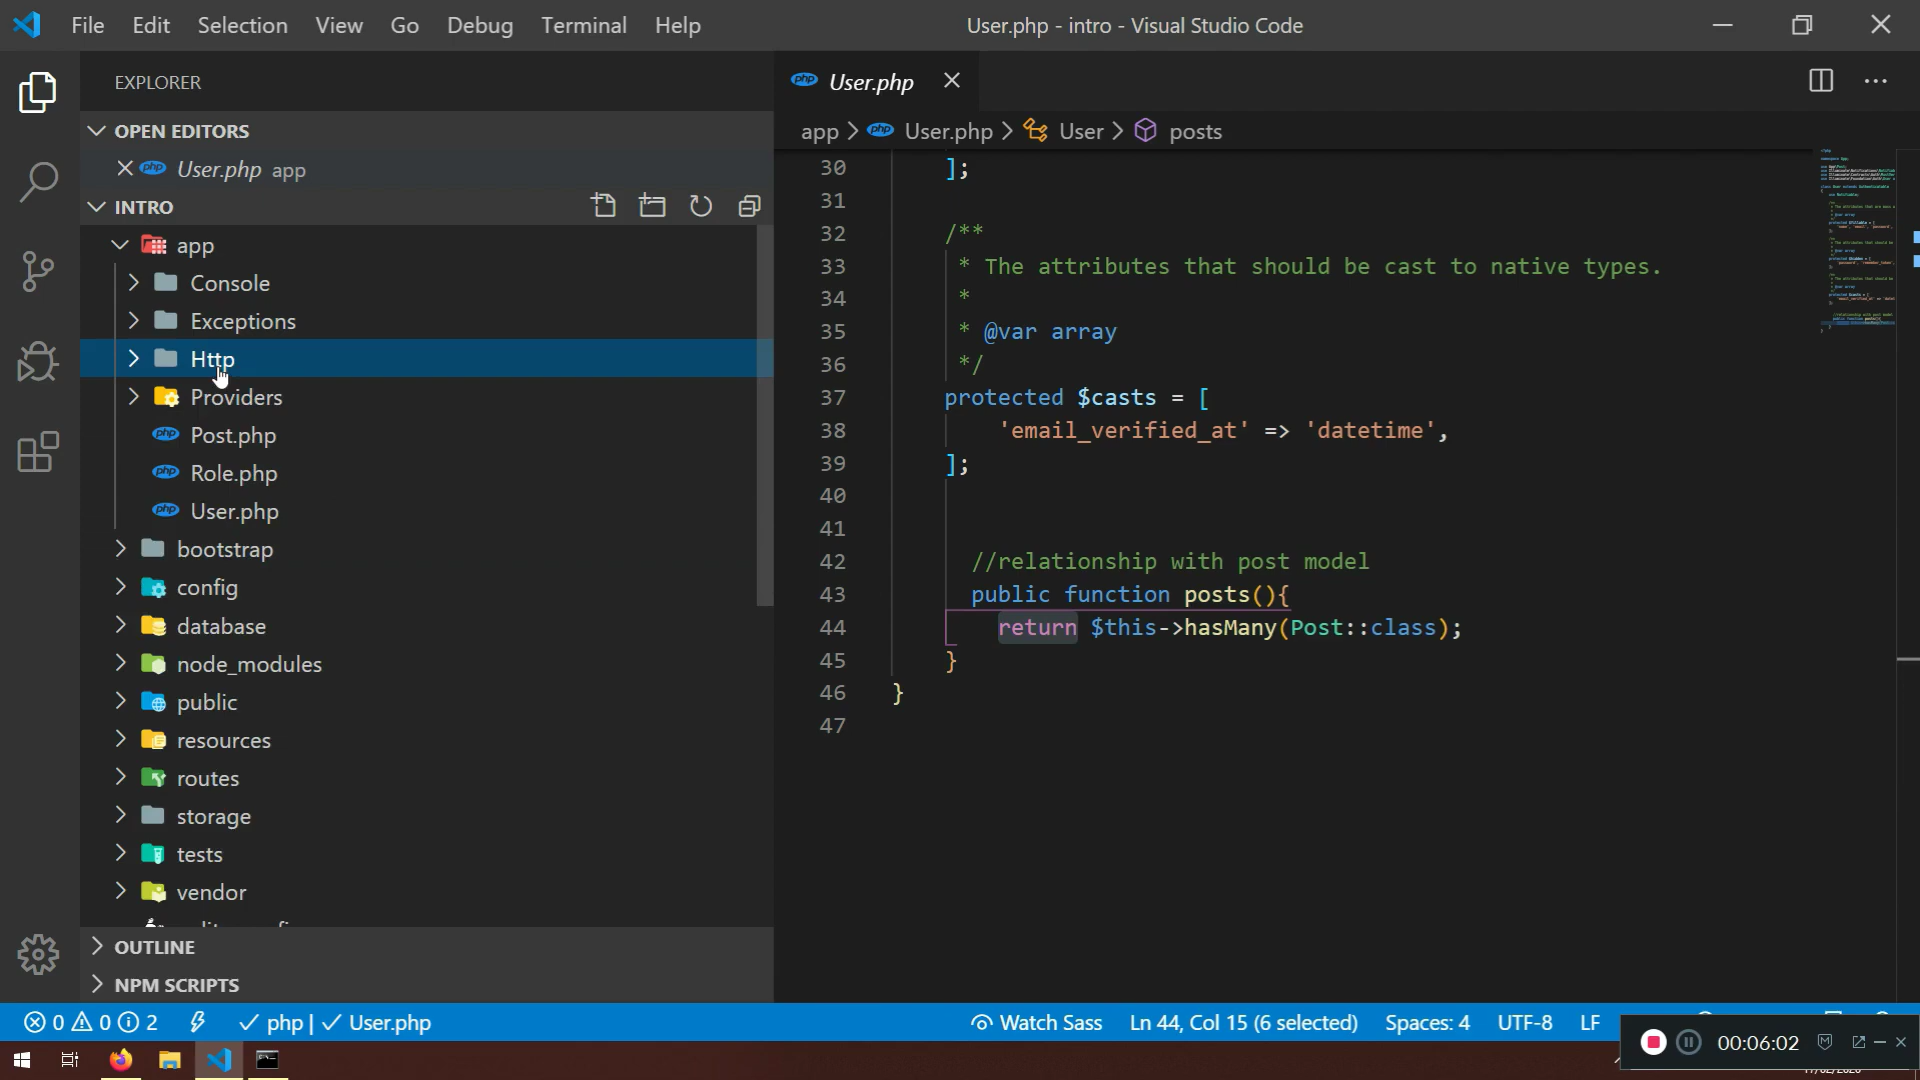 File Edit Selection View Go Debug Terminal Help
User.php - intro - Visual Studio Code
EXPLORER
OPEN EDITORS
User.php app
INTRO
app
Console
Exceptions
Http
Providers
Post.php
Role.php
User.php
bootstrap
config
database
node_modules
public
resources
routes
storage
tests
vendor
OUTLINE
NPM SCRIPTS
php User.php
app > php User.php > User > posts
30 ];
31
32 /**
33 * The attributes that should be cast to native types.
34 *
35 * @var array
36 */
37 protected $casts = [
38 'email_verified_at' => 'datetime',
39 ];
40
41
42 //relationship with post model
43 public function posts(){
44 return $this->hasMany(Post::class);
45 }
46 }
47
0 0 2 php | User.php
Watch Sass Ln 44, Col 15 (6 selected) Spaces: 4 UTF-8 LF
00:06:02